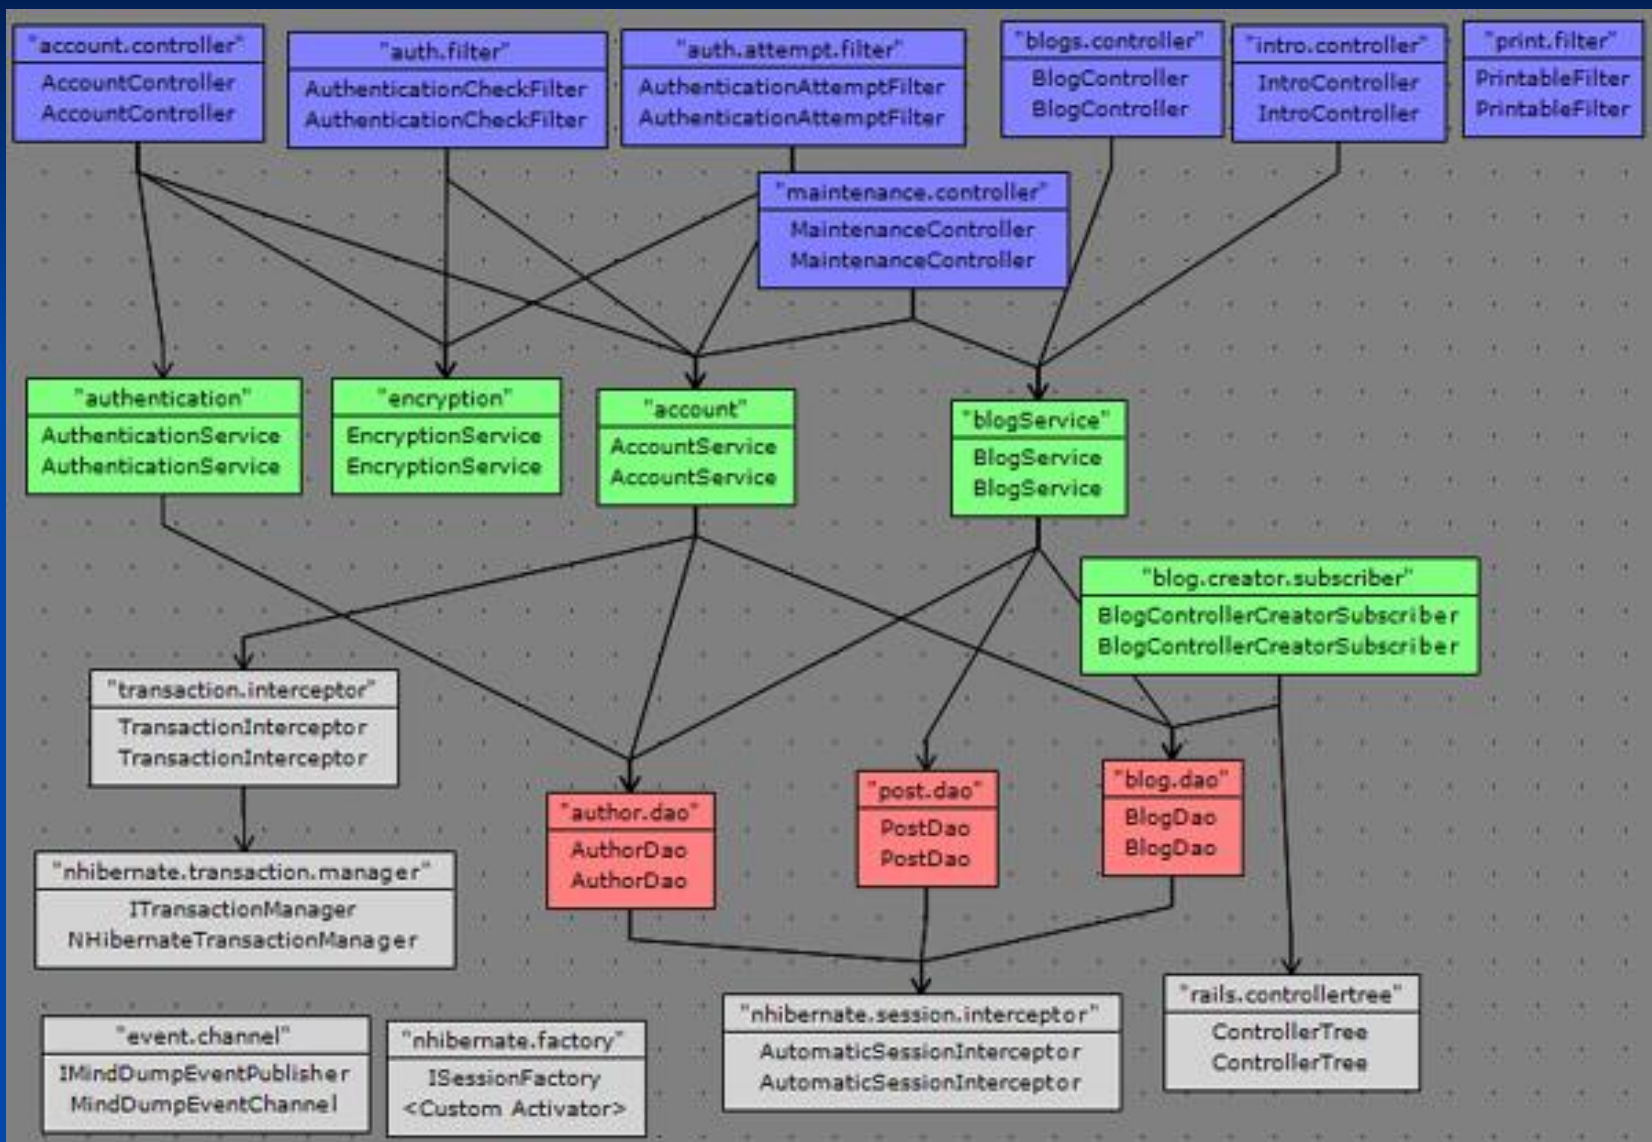 "account.controller"
AccountController
AccountController
"auth.filter"
AuthenticationCheckFilter
AuthenticationCheckFilter
"auth.attempt.filter"
AuthenticationAttemptFilter
AuthenticationAttemptFilter
"blogs.controller"
BlogController
BlogController
"intro.controller"
IntroController
IntroController
"print.filter"
PrintableFilter
PrintableFilter
"maintenance.controller"
MaintenanceController
MaintenanceController
"authentication"
AuthenticationService
AuthenticationService
"encryption"
EncryptionService
EncryptionService
"account"
AccountService
AccountService
"blogService"
BlogService
BlogService
"blog.creator.subscriber"
BlogControllerCreatorSubscriber
BlogControllerCreatorSubscriber
"transaction.interceptor"
TransactionInterceptor
TransactionInterceptor
"author.dao"
AuthorDao
AuthorDao
"post.dao"
PostDao
PostDao
"blog.dao"
BlogDao
BlogDao
"nhibernate.transaction.manager"
ITransactionManager
NHibernateTransactionManager
"event.channel"
IMindDumpEventPublisher
MindDumpEventChannel
"nhibernate.factory"
ISessionFactory
<Custom Activator>
"nhibernate.session.interceptor"
AutomaticSessionInterceptor
AutomaticSessionInterceptor
"rails.controllertree"
ControllerTree
ControllerTree